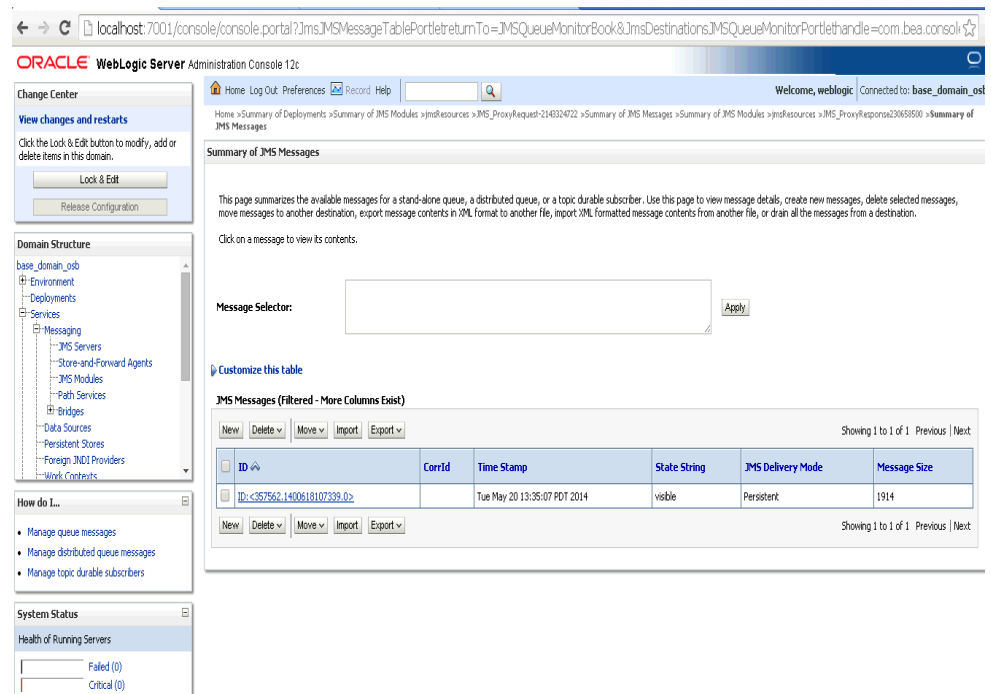 localhost:7001/console/console.portal?JmsJMSMessageTablePortletreturnTo=JMSQueueMonitorBook&JmsDestinationsJMSQueueMonitorPortlethandle=com.bea.consol
ORACLE WebLogic Server Administration Console 12c
Change Center
View changes and restarts
Click the Lock & Edit button to modify, add or
delete items in this domain.
Lock & Edit
Release Configuration
Domain Structure
base_domain_osb
Environment
Deployments
Services
Messaging
JMS Servers
Store-and-Forward Agents
JMS Modules
Path Services
Bridges
Data Sources
Persistent Stores
Foreign JNDI Providers
Work Contexts
How do I...
Manage queue messages
Manage distributed queue messages
Manage topic durable subscribers
System Status
Health of Running Servers
Failed (0)
Critical (0)
Home Log Out Preferences Record Help
Welcome, weblogic Connected to: base_domain_osb
Home >Summary of Deployments >Summary of JMS Modules >jmsResources >JMS_ProxyRequest-2143324722 >Summary of JMS Messages >Summary of JMS Modules >jmsResources >JMS_ProxyResponse230658500 >Summary of
JMS Messages
Summary of JMS Messages
This page summarizes the available messages for a stand-alone queue, a distributed queue, or a topic durable subscriber. Use this page to view message details, create new messages, delete selected messages,
move messages to another destination, export message contents in XML format to another file, import XML formatted message contents from another file, or drain all the messages from a destination.
Click on a message to view its contents.
Message Selector:
Apply
Customize this table
JMS Messages (Filtered - More Columns Exist)
New Delete Move Import Export
Showing 1 to 1 of 1 Previous | Next
ID CorrId Time Stamp State String JMS Delivery Mode Message Size
ID:<357562.1400618107339.0> Tue May 20 13:35:07 PDT 2014 visible Persistent 1914
New Delete Move Import Export
Showing 1 to 1 of 1 Previous | Next